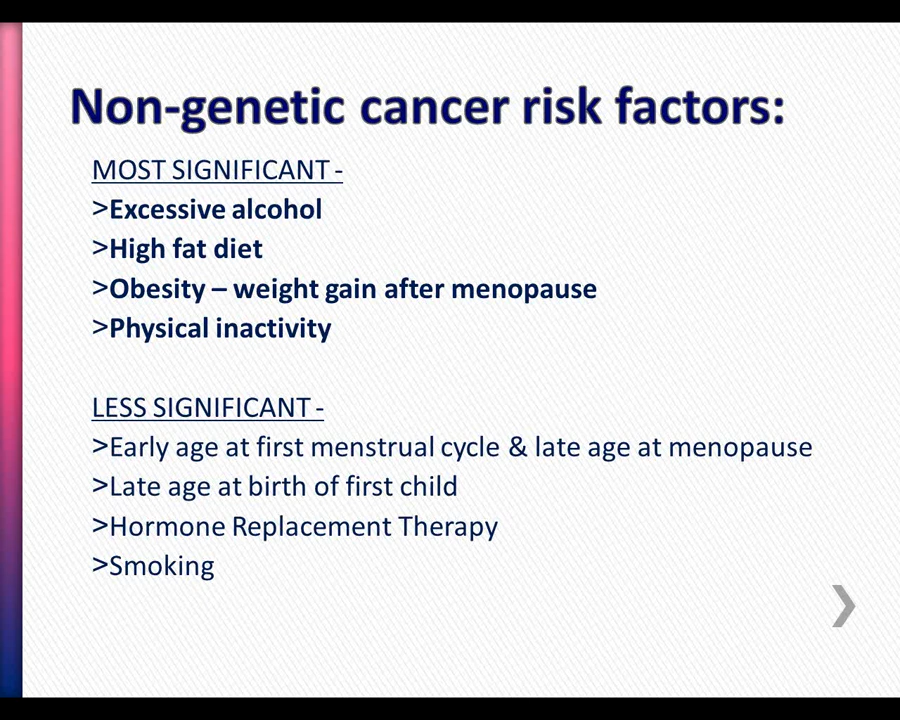 Non-genetic cancer risk factors:
MOST SIGNIFICANT -
>Excessive alcohol
>High fat diet
>Obesity – weight gain after menopause
>Physical inactivity
LESS SIGNIFICANT -
>Early age at first menstrual cycle & late age at menopause
>Late age at birth of first child
>Hormone Replacement Therapy
>Smoking